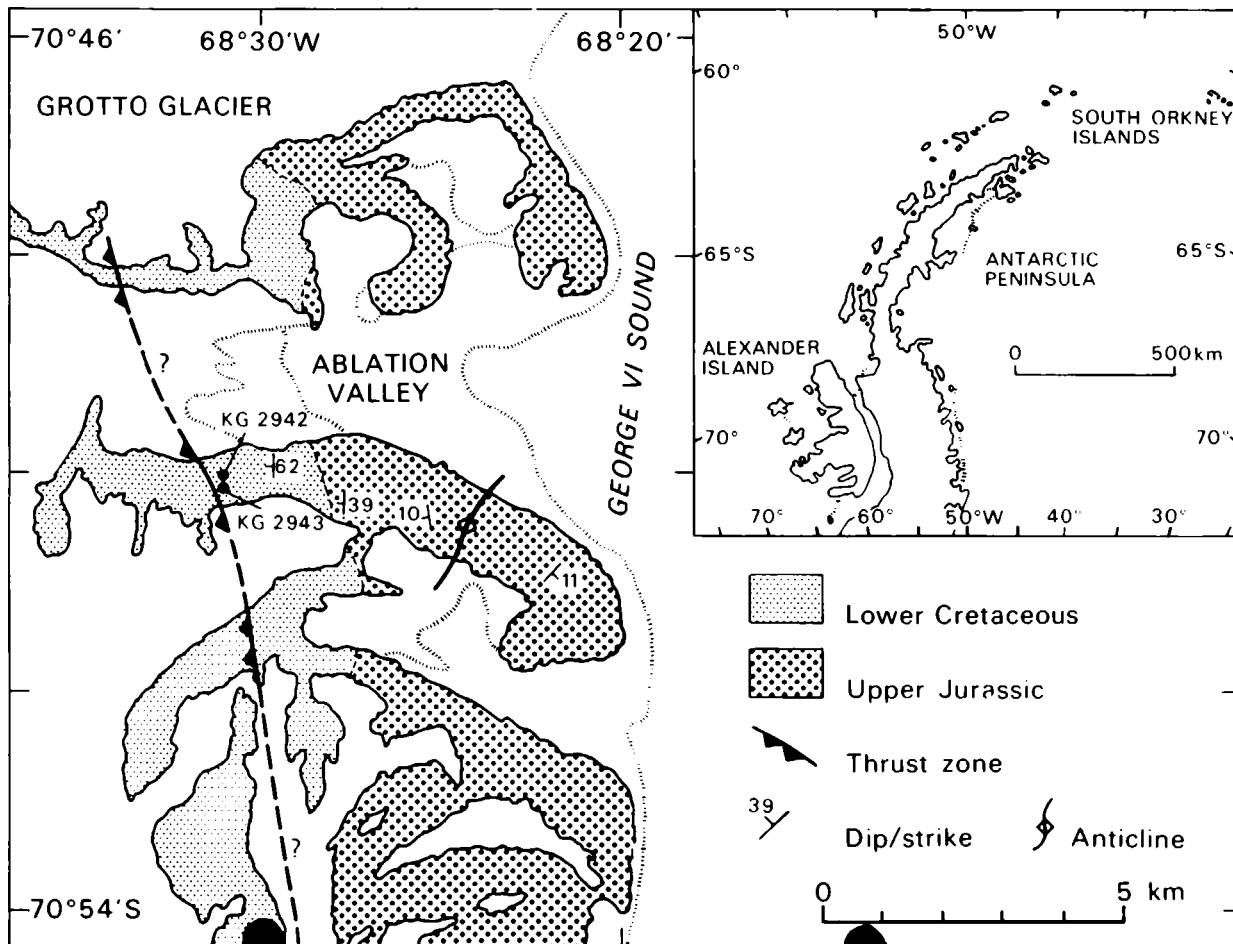 70°46′
68°30′W
68°20′
GROTTO GLACIER
ABLATION
VALLEY
GEORGE VI SOUND
?
KG 2942
KG 2943
62
39
10
11
?
70°54′S
50°W
60°
65°S
65°S
70°
70°
70°
60°
50°W
40°
30°
SOUTH ORKNEY
ISLANDS
ANTARCTIC
PENINSULA
ALEXANDER
ISLAND
0 500km
Lower Cretaceous
Upper Jurassic
Thrust zone
39
Dip/strike
Anticline
0 5 km